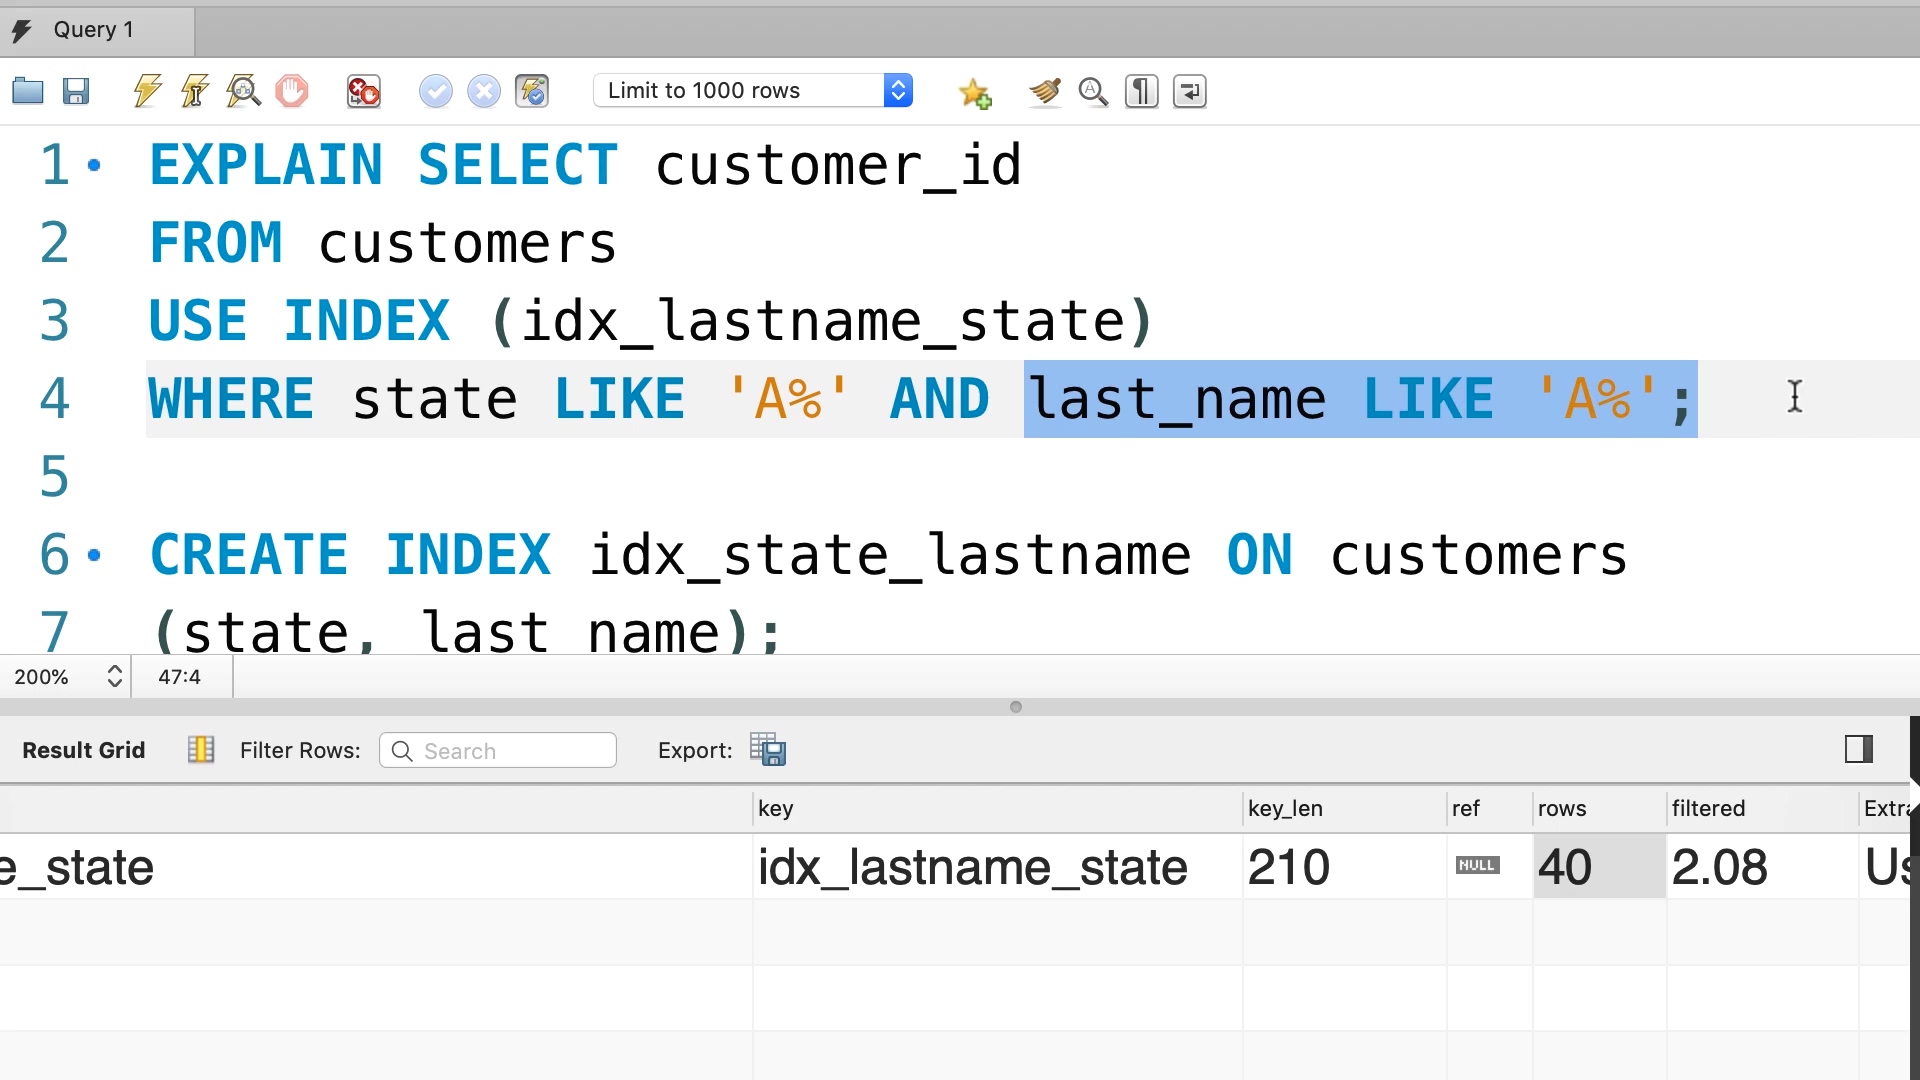 Query 1
Limit to 1000 rows
1 EXPLAIN SELECT customer_id
2 FROM customers
3 USE INDEX (idx_lastname_state)
4 WHERE state LIKE 'A%' AND last_name LIKE 'A%';
5
6 CREATE INDEX idx_state_lastname ON customers
7 (state, last_name);
200% 47:4
Result Grid Filter Rows: Search Export:
key key_len ref rows filtered Extra
e_state idx_lastname_state 210 NULL 40 2.08 Us